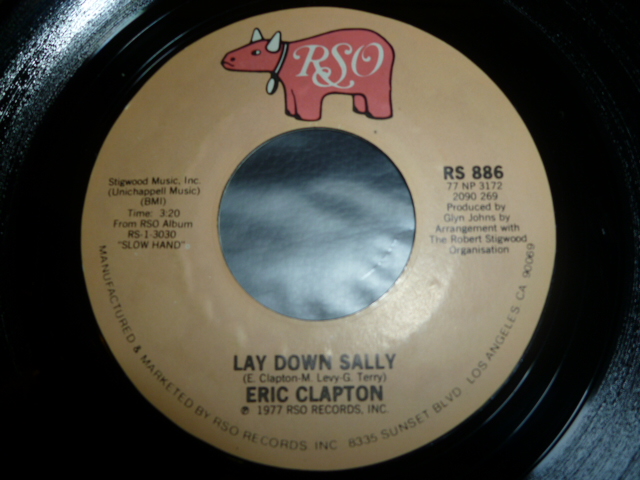 RSO
Stigwood Music, Inc.
(Unichappell Music)
(BMI)
Time: 3:20
From RSO Album
RS-1-3030
"SLOW HAND"
RS 886
77 NP 3172
2090 269
Produced by
Glyn Johns by
Arrangement with
The Robert Stigwood
Organisation
LAY DOWN SALLY
(E. Clapton-M. Levy-G. Terry)
ERIC CLAPTON
℗ 1977 RSO RECORDS, INC.
MANUFACTURED & MARKETED BY RSO RECORDS, INC. 8335 SUNSET BLVD. LOS ANGELES, CA 90069